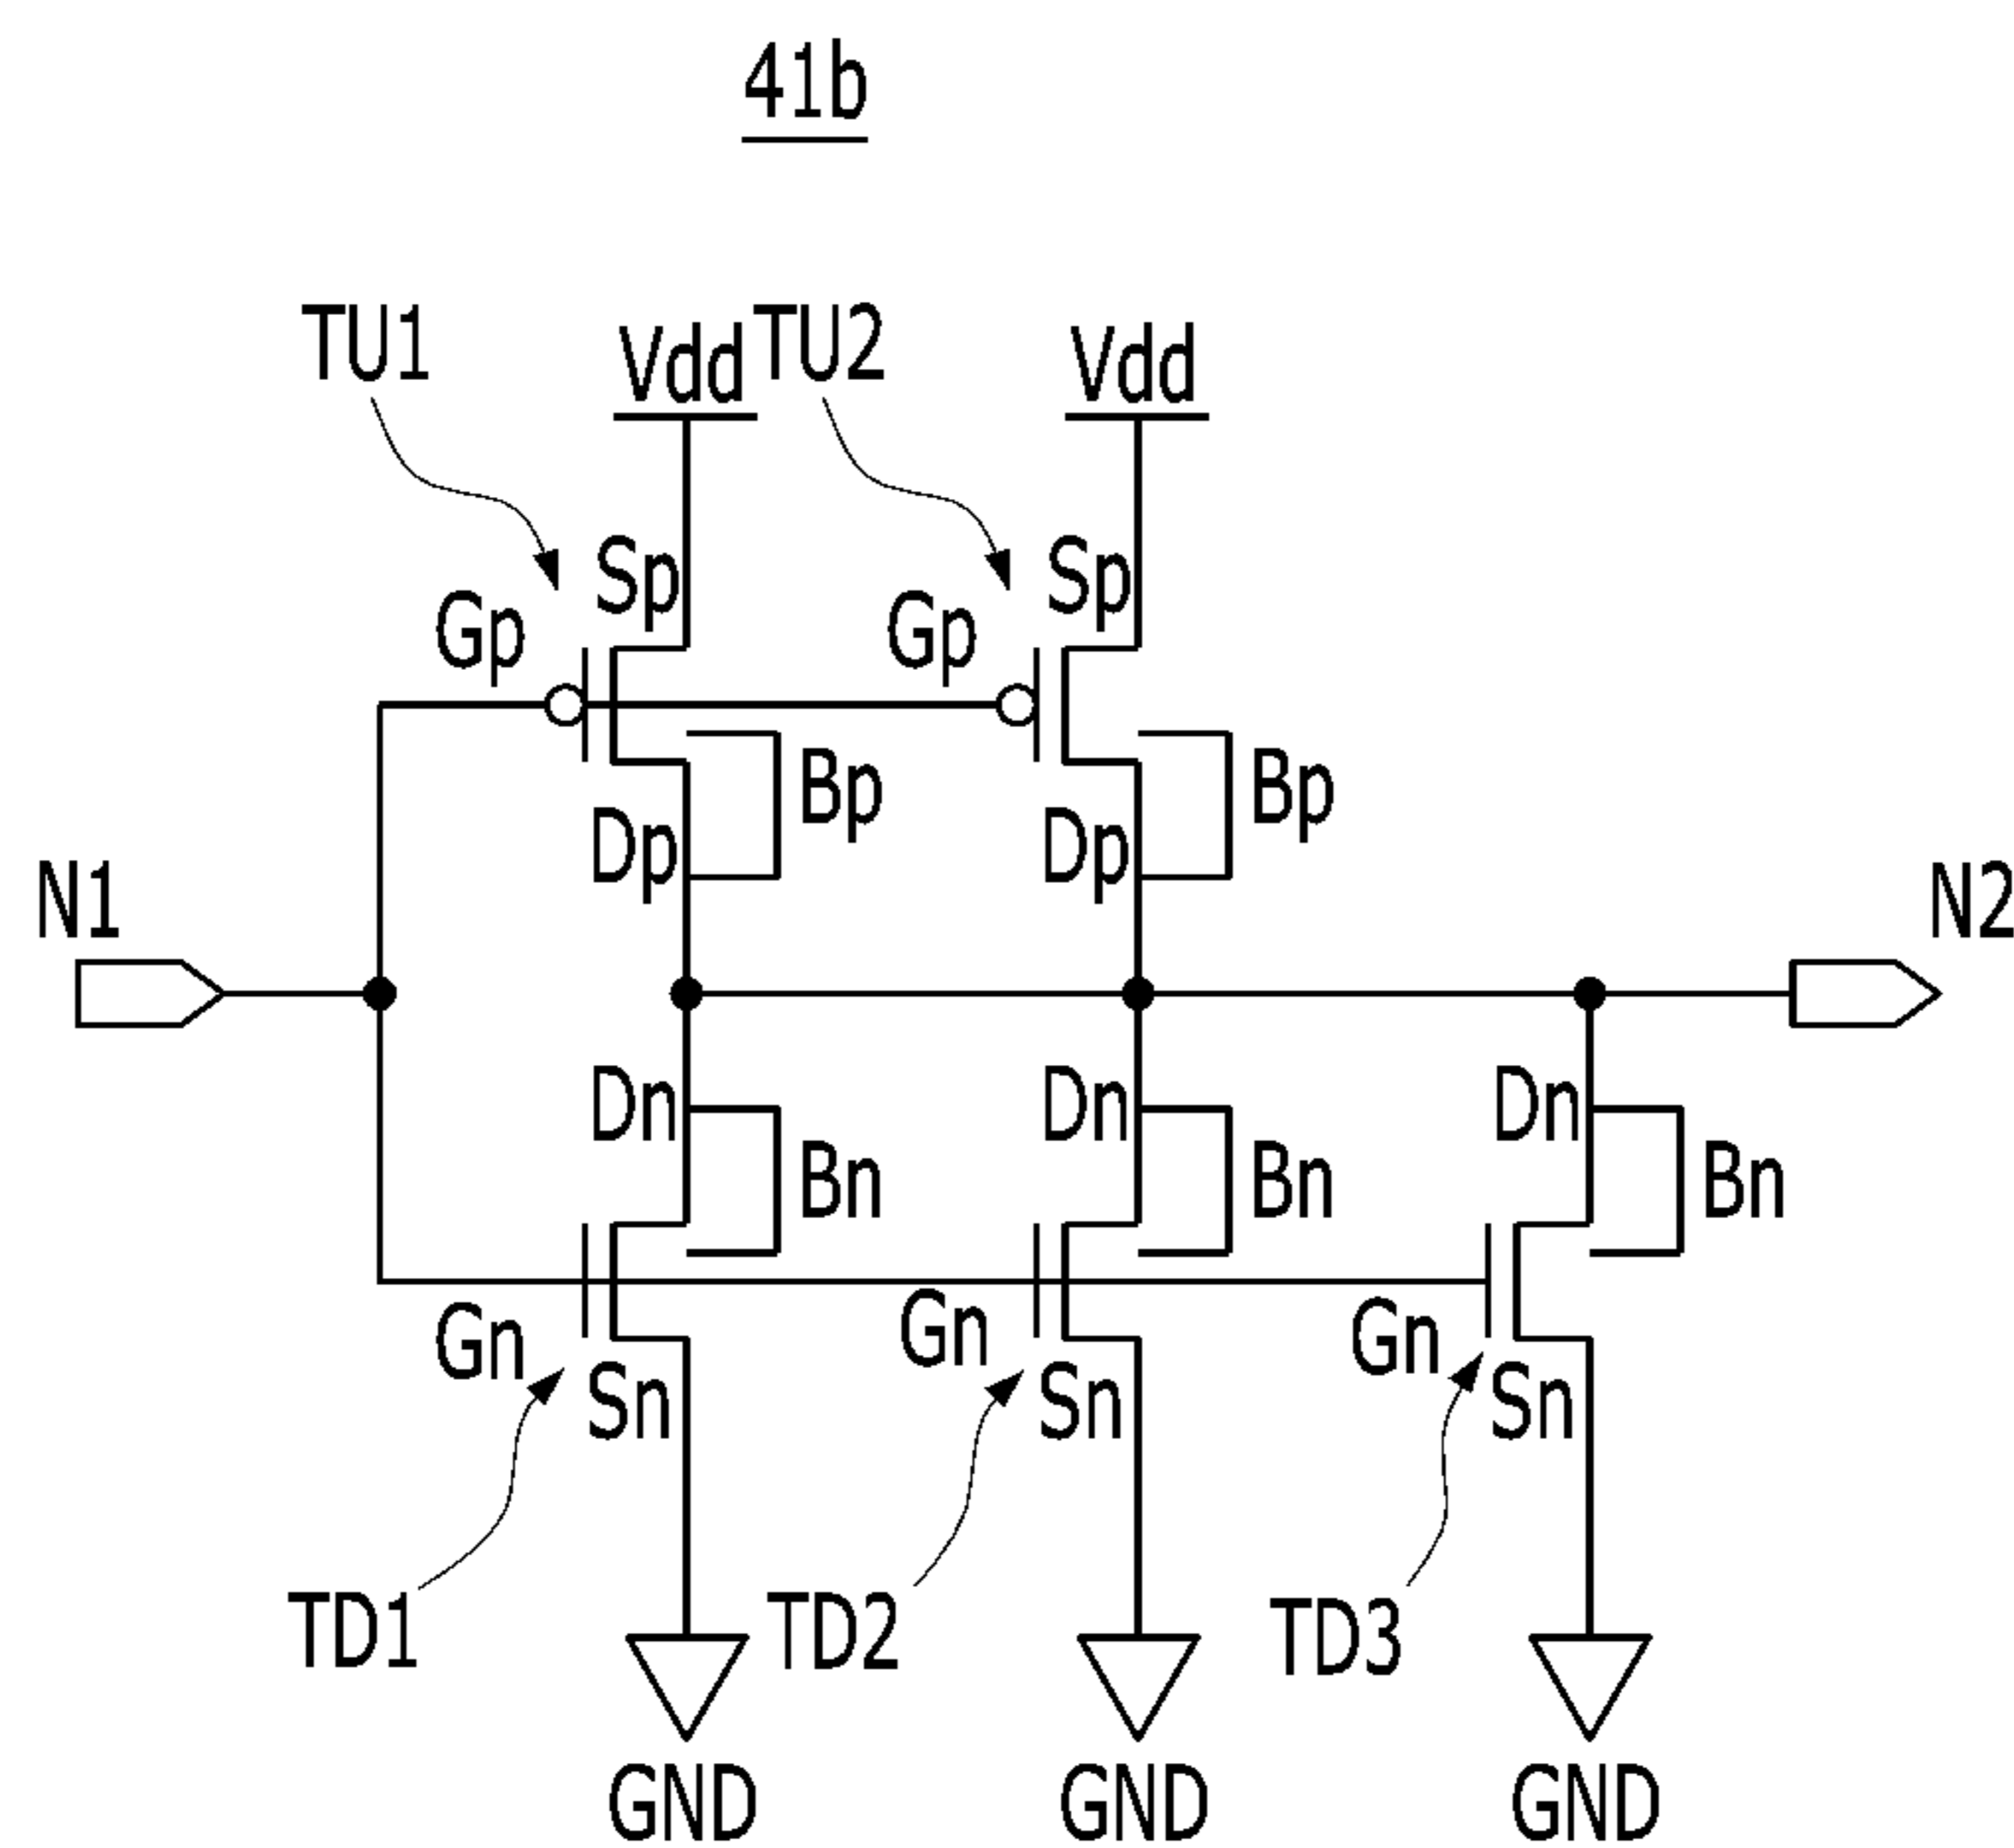 41b
TU1 Vdd TU2 Vdd
Sp Sp
Gp Gp
Bp Bp
Dp Dp
N1 N2
Dn Dn Dn
Bn Bn Bn
Gn Gn Gn
Sn Sn Sn
TD1 TD2 TD3
GND GND GND